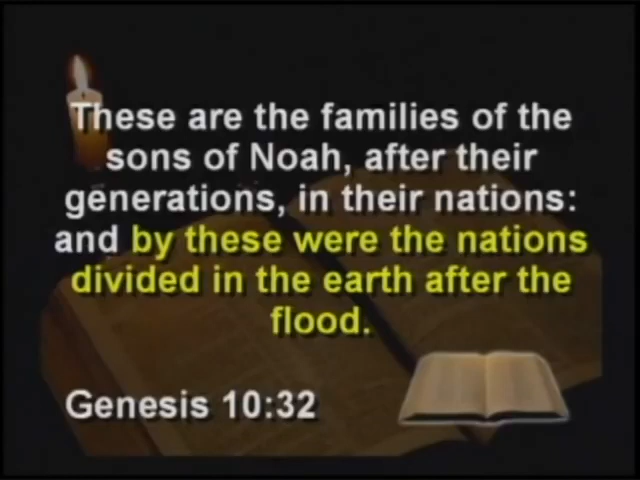 These are the families of the
sons of Noah, after their
generations, in their nations:
and by these were the nations
divided in the earth after the
flood.
Genesis 10:32